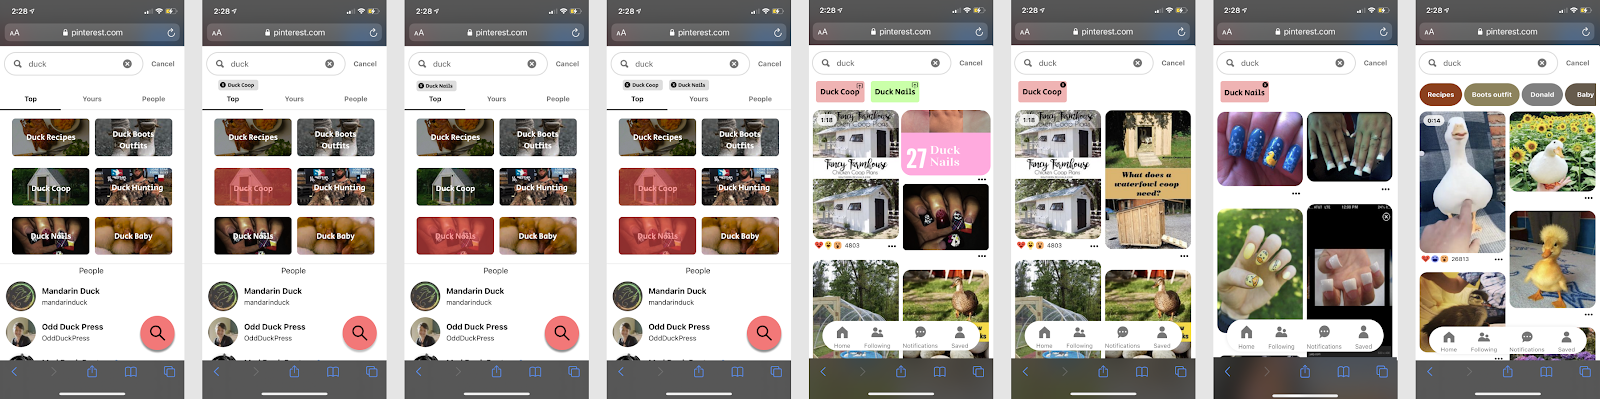 2:28
AA pinterest.com
duck
Cancel
Top Yours People
Duck Recipes
Duck Boots
Outfits
Duck Coop
Duck Hunting
Duck Nails
Duck Baby
People
Mandarin Duck
mandarinduck
Odd Duck Press
OddDuckPress
2:28
AA pinterest.com
duck
Cancel
Duck Coop
Top Yours People
Duck Recipes
Duck Boots
Outfits
Duck Coop
Duck Hunting
Duck Nails
Duck Baby
People
Mandarin Duck
mandarinduck
Odd Duck Press
OddDuckPress
2:28
AA pinterest.com
duck
Cancel
Duck Nails
Top Yours People
Duck Recipes
Duck Boots
Outfits
Duck Coop
Duck Hunting
Duck Nails
Duck Baby
People
Mandarin Duck
mandarinduck
Odd Duck Press
OddDuckPress
2:28
AA pinterest.com
duck
Cancel
Duck Coop Duck Nails
Top Yours People
Duck Recipes
Duck Boots
Outfits
Duck Coop
Duck Hunting
Duck Nails
Duck Baby
People
Mandarin Duck
mandarinduck
Odd Duck Press
OddDuckPress
2:28
AA pinterest.com
duck
Cancel
Duck Coop Duck Nails
1:18
Fancy Farmhouse
Chicken Coop Plans
27 Duck
Nails
4803
Home Following Notifications Saved
2:28
AA pinterest.com
duck
Cancel
Duck Coop
1:18
Fancy Farmhouse
Chicken Coop Plans
What does a
waterfowl coop
need?
4803
Home Following Notifications Saved
2:28
AA pinterest.com
duck
Cancel
Duck Nails
Home Following Notifications Saved
2:28
AA pinterest.com
duck
Cancel
Recipes Boots outfit Donald Baby
0:14
26813
Home Following Notifications Saved